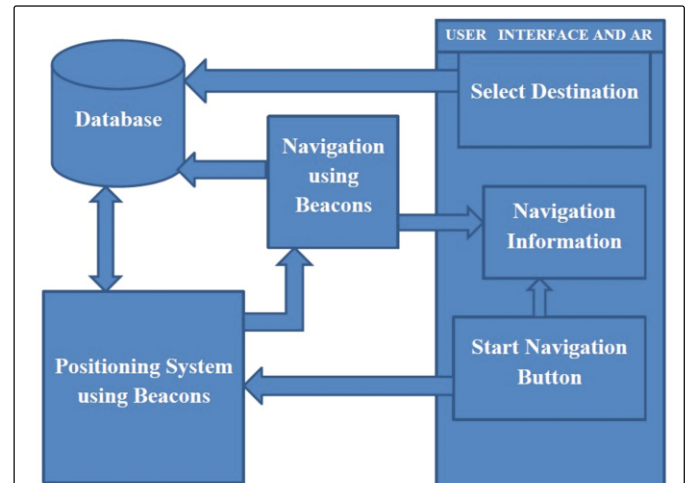 USER INTERFACE AND AR
Select Destination
Database
Navigation
using
Beacons
Navigation
Information
Positioning System
using Beacons
Start Navigation
Button